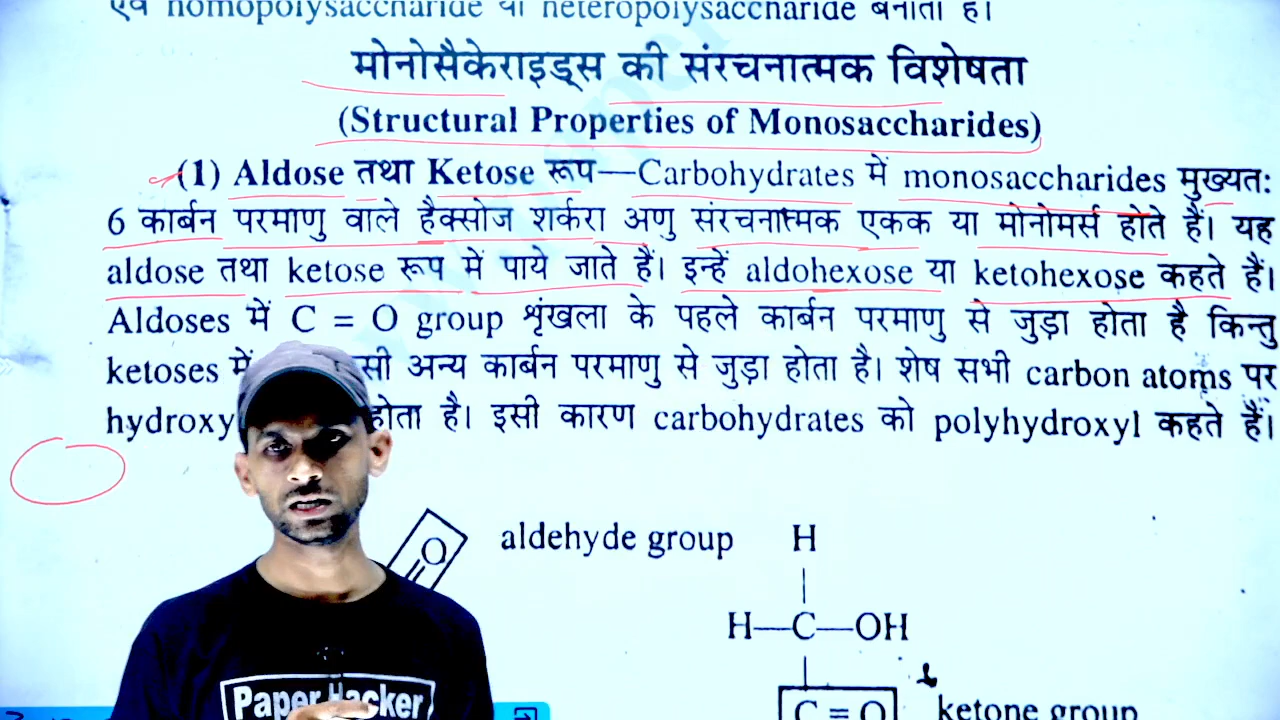 एवं homopolysaccharide या heteropolysaccharide बनाता है।
मोनोसैकेराइड्स की संरचनात्मक विशेषता
(Structural Properties of Monosaccharides)
(1) Aldose तथा Ketose रूप—Carbohydrates में monosaccharides मुख्यत:
6 कार्बन परमाणु वाले हैक्सोज शर्करा अणु संरचनात्मक एकक या मोनोमर्स होते हैं। यह
aldose तथा ketose रूप में पाये जाते हैं। इन्हें aldohexose या ketohexose कहते हैं।
Aldoses में C = O group शृंखला के पहले कार्बन परमाणु से जुड़ा होता है किन्तु
ketoses में सी अन्य कार्बन परमाणु से जुड़ा होता है। शेष सभी carbon atoms पर
hydroxy होता है। इसी कारण carbohydrates को polyhydroxyl कहते हैं।
O aldehyde group H
H—C—OH
C = O ketone group
Paper Hacker